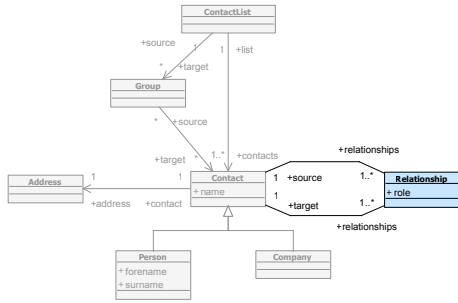 ContactList
+source 1 1 +list
* +target
Group
* +source
+target * 1..* +contacts
+relationships
Address 1 1 Contact 1 +source 1..* Relationship
+ name + role
+address +contact 1 +target 1..*
+relationships
Person Company
+ forename
+ surname